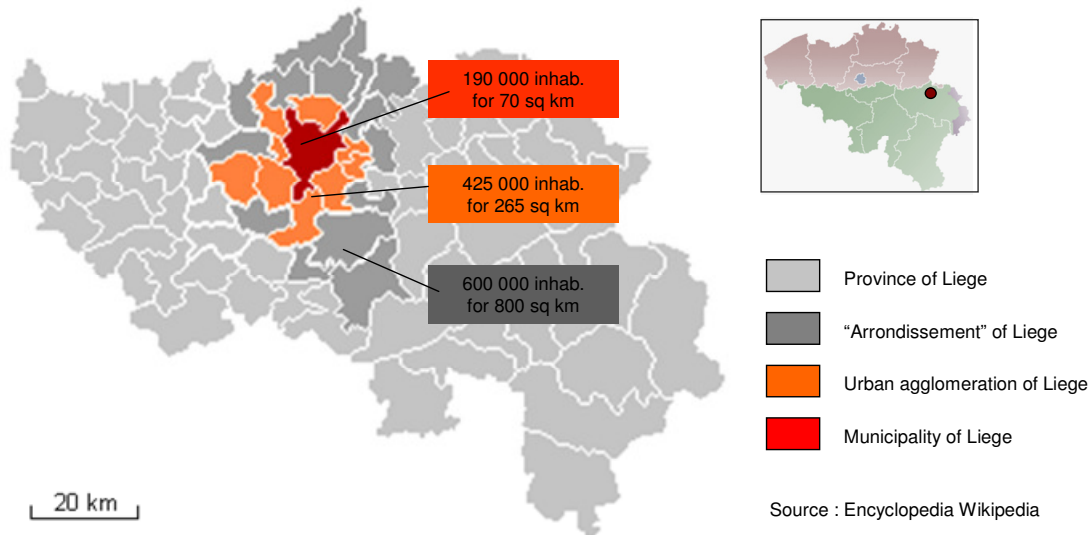 190 000 inhab.
for 70 sq km
425 000 inhab.
for 265 sq km
600 000 inhab.
for 800 sq km
20 km
Province of Liege
“Arrondissement” of Liege
Urban agglomeration of Liege
Municipality of Liege
Source : Encyclopedia Wikipedia